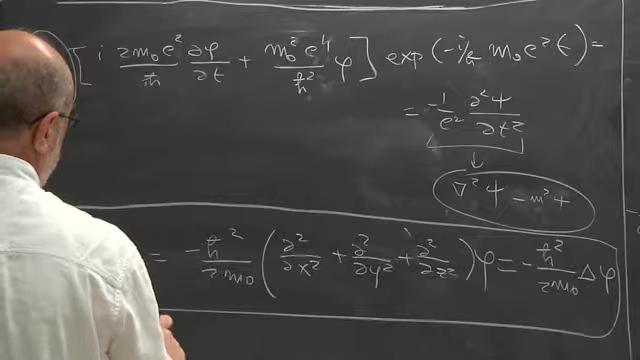 [i 2m₀c²/ħ ∂φ/∂t + m₀²c⁴/ħ² φ] exp(-i/ħ m₀c²t) =
= -1/c² ∂²ψ/∂t²
↓
∇²ψ - m²ψ
= -ħ²/2m₀ (∂²/∂x² + ∂²/∂y² + ∂²/∂z²)φ = -ħ²/2m₀ Δφ